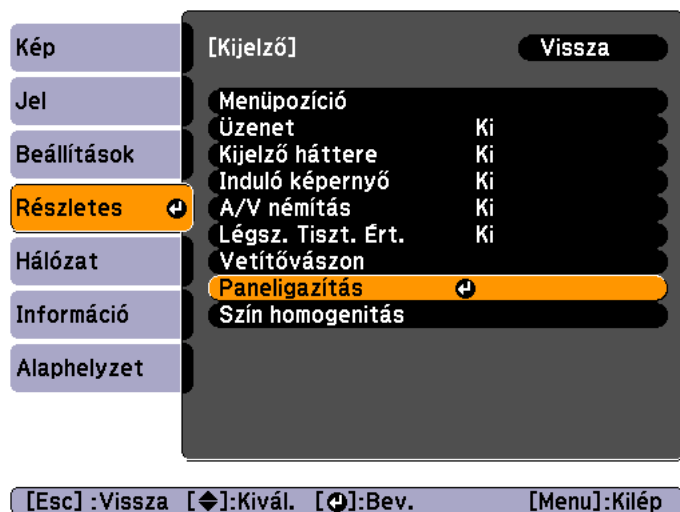 Kép
Jel
Beállítások
Részletes
Hálózat
Információ
Alaphelyzet
[Kijelző] Vissza
Menüpozíció
Üzenet Ki
Kijelző háttere Ki
Induló képernyő Ki
A/V némítás Ki
Légsz. Tiszt. Ért. Ki
Vetítővászon
Paneligazítás
Szín homogenitás
[Esc] :Vissza [◆]:Kivál. [⏎]:Bev. [Menu]:Kilép